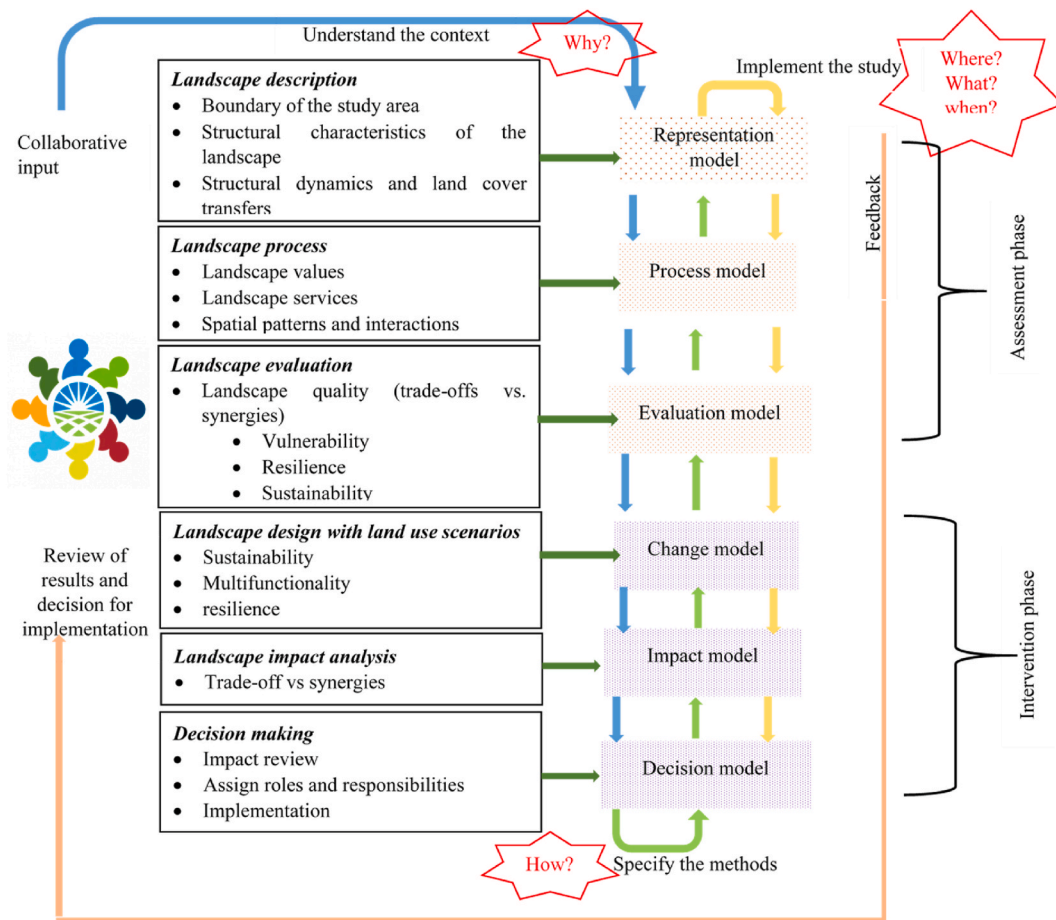 Understand the context
Why?
Implement the study
Where?
What?
when?
Collaborative
input
Landscape description
• Boundary of the study area
• Structural characteristics of the
landscape
• Structural dynamics and land cover
transfers
Representation
model
Landscape process
• Landscape values
• Landscape services
• Spatial patterns and interactions
Process model
Feedback
Assessment phase
Landscape evaluation
• Landscape quality (trade-offs vs.
synergies)
• Vulnerability
• Resilience
• Sustainability
Evaluation model
Landscape design with land use scenarios
• Sustainability
• Multifunctionality
• resilience
Change model
Review of
results and
decision for
implementation
Landscape impact analysis
• Trade-off vs synergies
Impact model
Intervention phase
Decision making
• Impact review
• Assign roles and responsibilities
• Implementation
Decision model
How?
Specify the methods